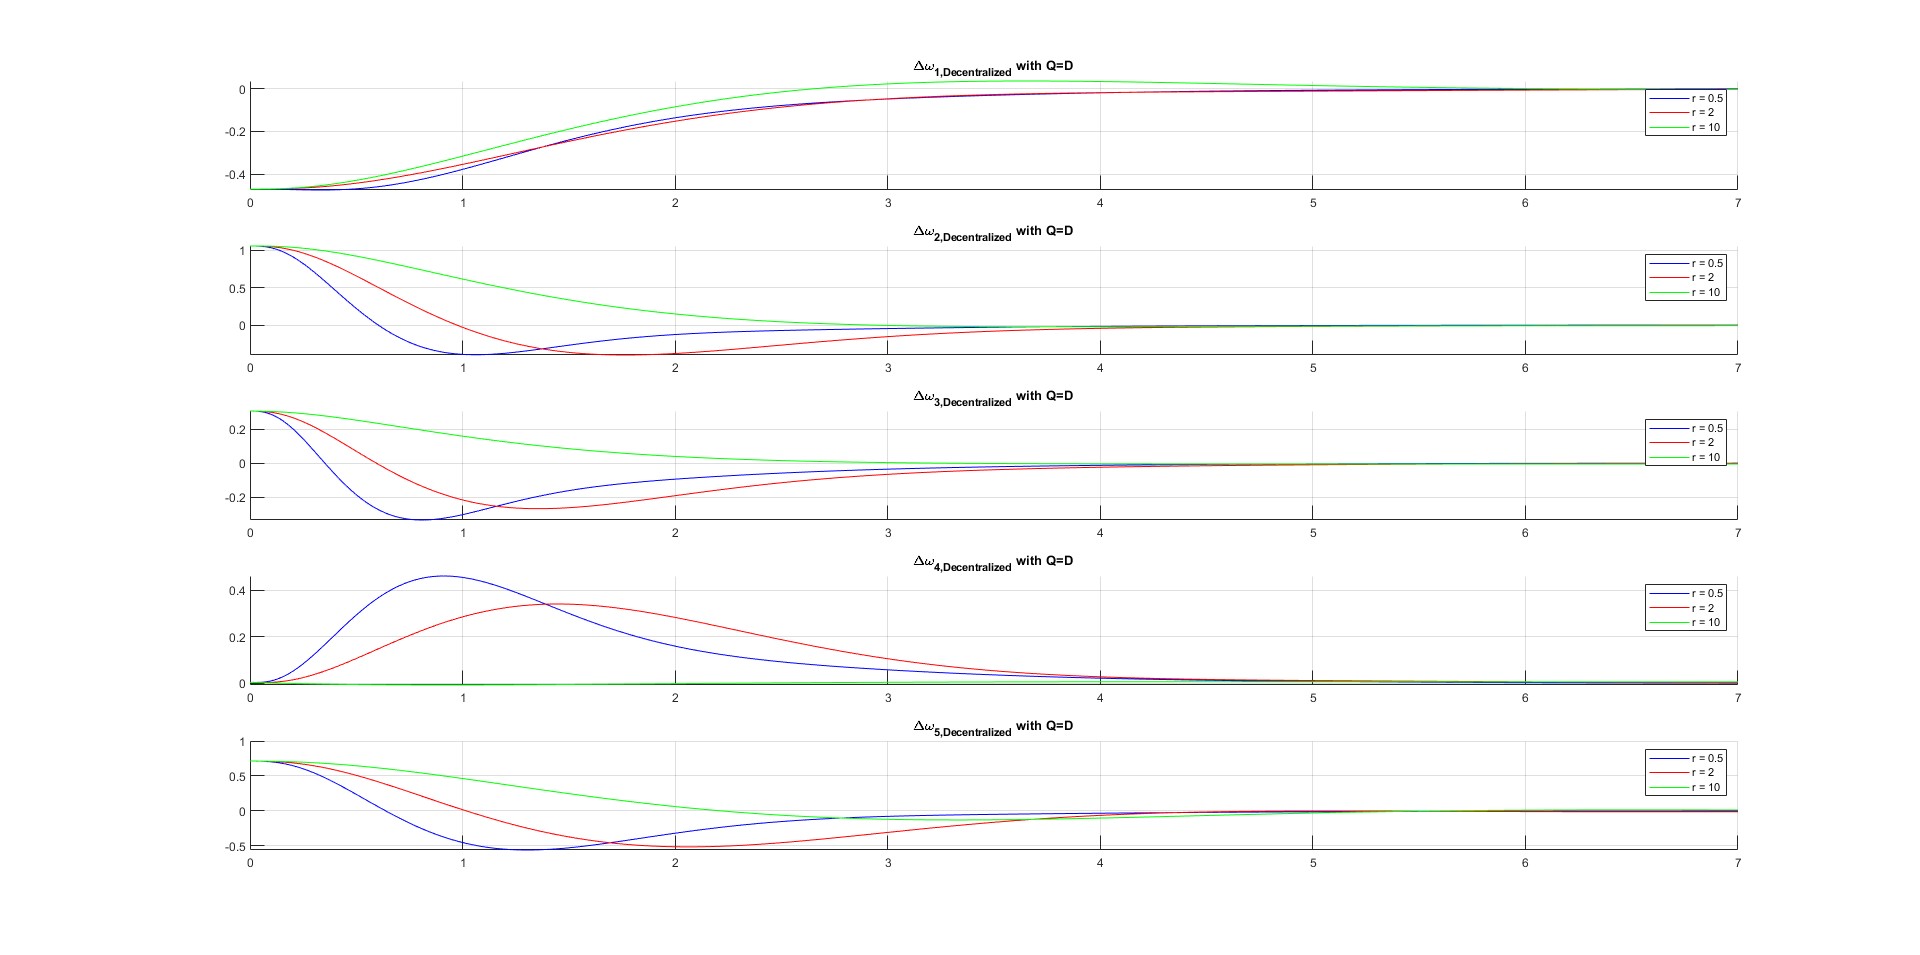 Δω1,Decentralized with Q=D
0
-0.2
-0.4
r = 0.5
r = 2
r = 10
0 1 2 3 4 5 6 7
Δω2,Decentralized with Q=D
1
0.5
0
r = 0.5
r = 2
r = 10
0 1 2 3 4 5 6 7
Δω3,Decentralized with Q=D
0.2
0
-0.2
r = 0.5
r = 2
r = 10
0 1 2 3 4 5 6 7
Δω4,Decentralized with Q=D
0.4
0.2
0
r = 0.5
r = 2
r = 10
0 1 2 3 4 5 6 7
Δω5,Decentralized with Q=D
1
0.5
0
-0.5
r = 0.5
r = 2
r = 10
0 1 2 3 4 5 6 7